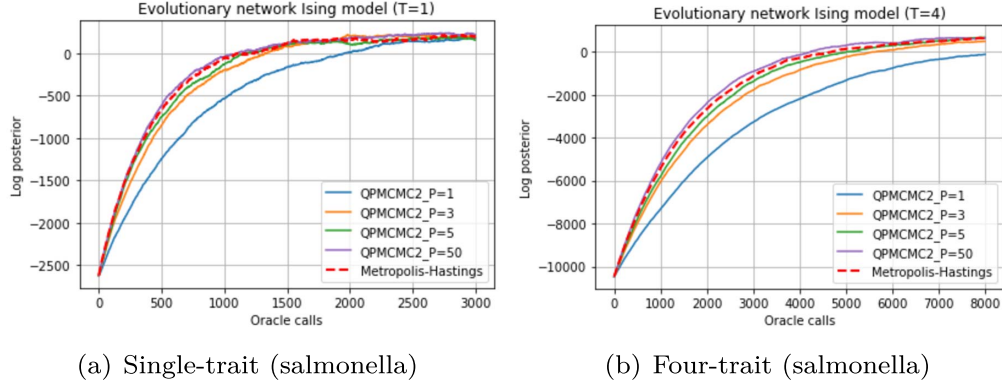 Evolutionary network Ising model (T=1)
Log posterior
0
−500
−1000
−1500
−2000
−2500
QPMCMC2_P=1
QPMCMC2_P=3
QPMCMC2_P=5
QPMCMC2_P=50
Metropolis-Hastings
0 500 1000 1500 2000 2500 3000
Oracle calls
(a) Single-trait (salmonella)
Evolutionary network Ising model (T=4)
Log posterior
0
−2000
−4000
−6000
−8000
−10000
QPMCMC2_P=1
QPMCMC2_P=3
QPMCMC2_P=5
QPMCMC2_P=50
Metropolis-Hastings
0 1000 2000 3000 4000 5000 6000 7000 8000
Oracle calls
(b) Four-trait (salmonella)